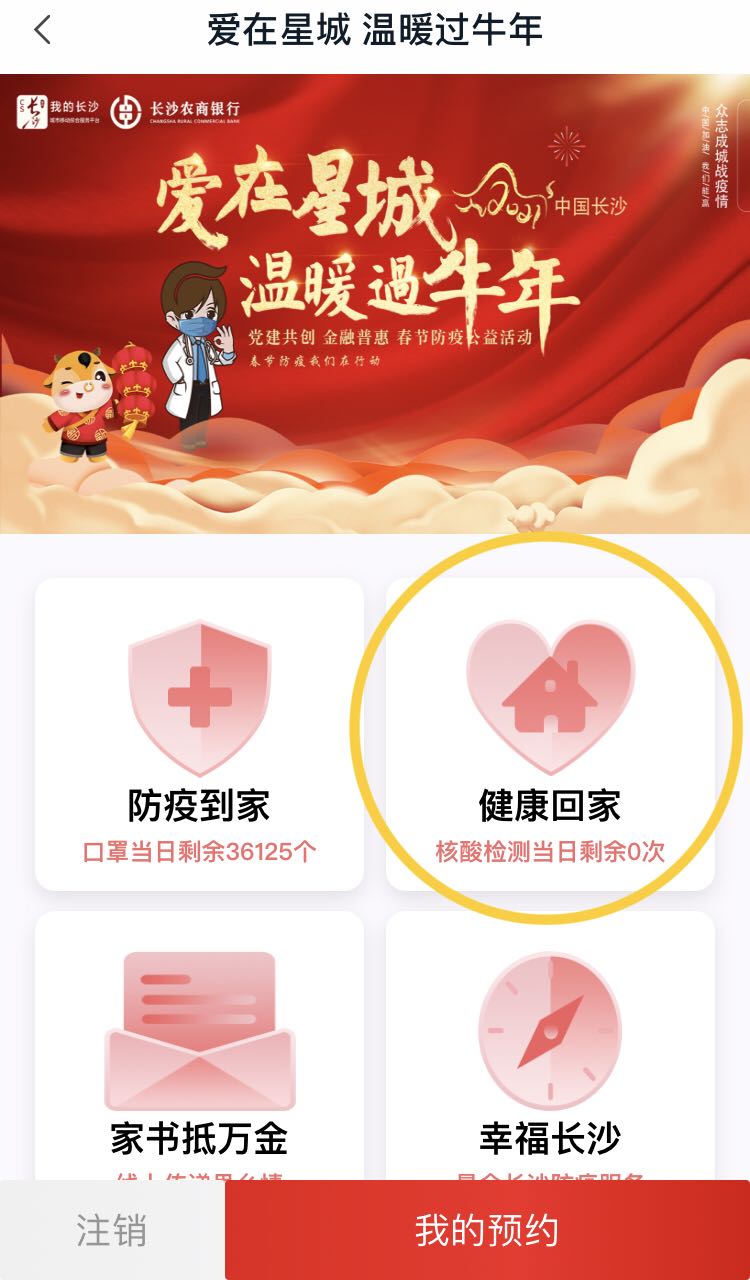 爱在星城 温暖过牛年
我的长沙
城市移动综合服务平台
长沙农商银行
CHANGSHA RURAL COMMERCIAL BANK
众志成城战疫情
中国加油/我们能赢
爱在星城
2021
中国长沙
温暖過牛年
党建共创 金融普惠 春节防疫公益活动
春节防疫我们在行动
防疫到家
口罩当日剩余36125个
健康回家
核酸检测当日剩余0次
家书抵万金
幸福长沙
注销
我的预约